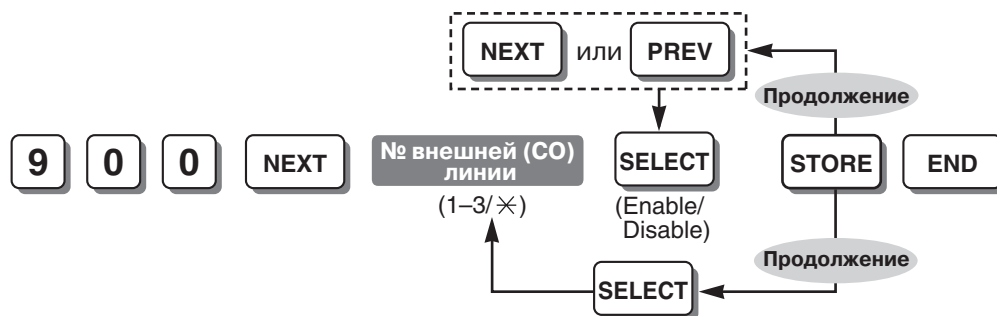 NEXT или PREV
Продолжение
9 0 0 NEXT № внешней (СО) линии SELECT STORE END
(1–3/✳)
(Enable/
Disable)
Продолжение
SELECT